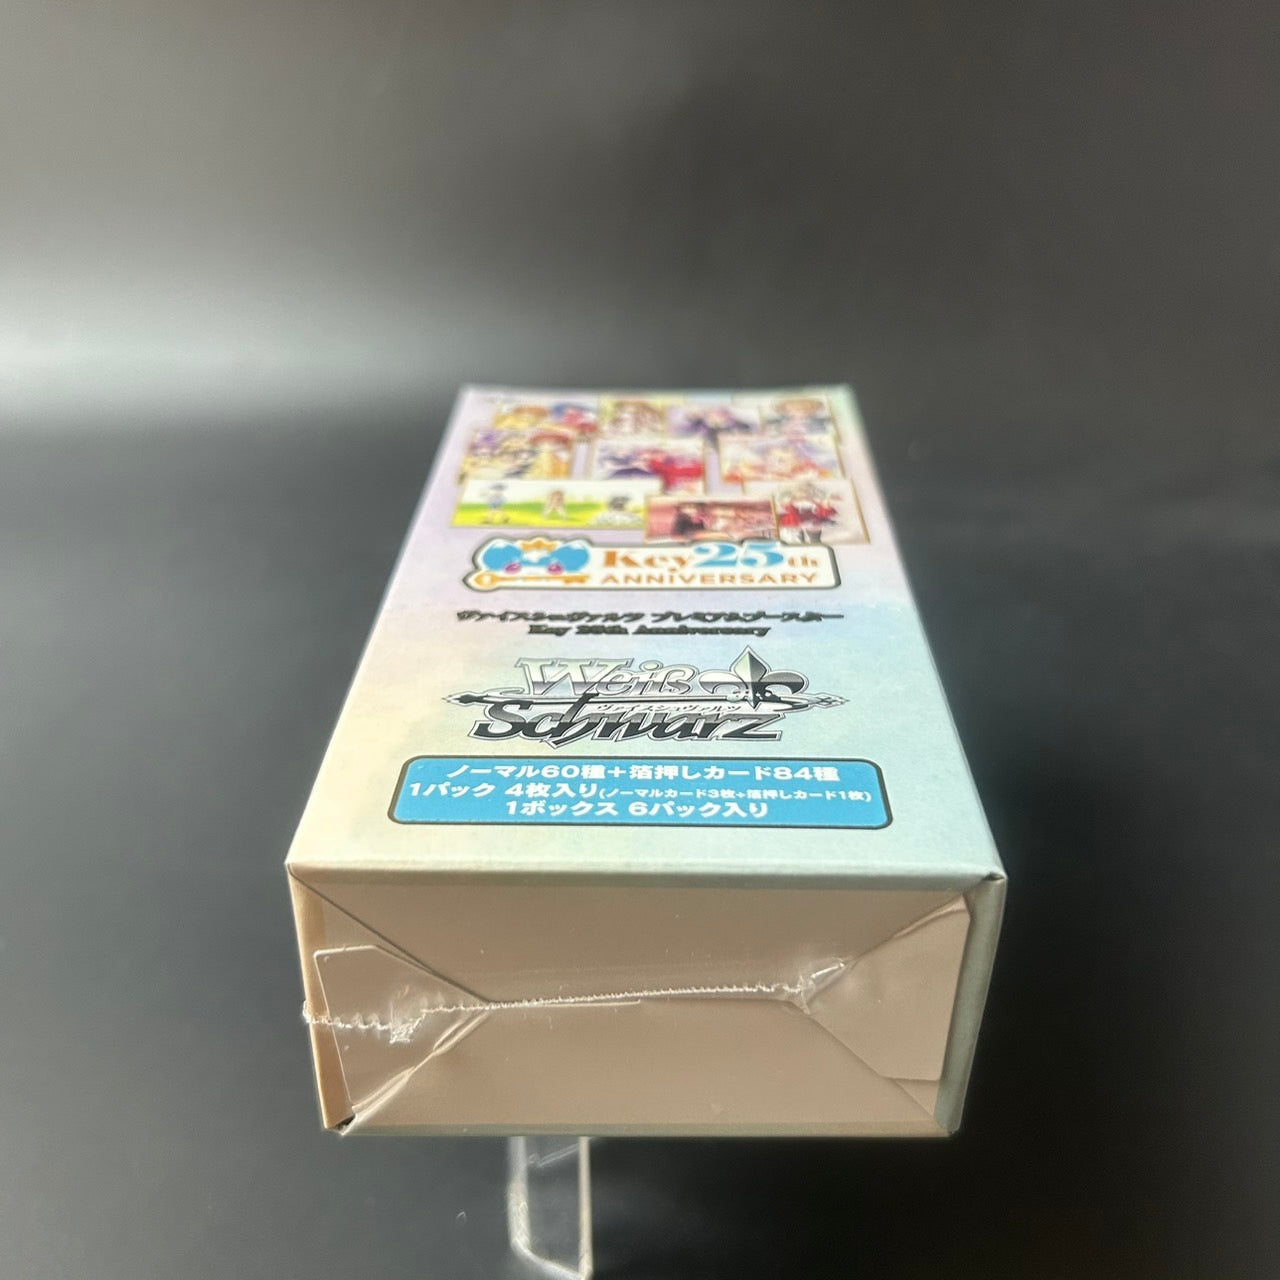 Key 25th
ANNiVERSARY
ヴァイスシュヴァルツ プレミアムブースター
Key 25th Anniversary
Weiß
ヴァイスシュヴァルツ
Schwarz
ノーマル60種+箔押しカード84種
1パック 4枚入り(ノーマルカード3枚+箔押しカード1枚)
1ボックス 6パック入り